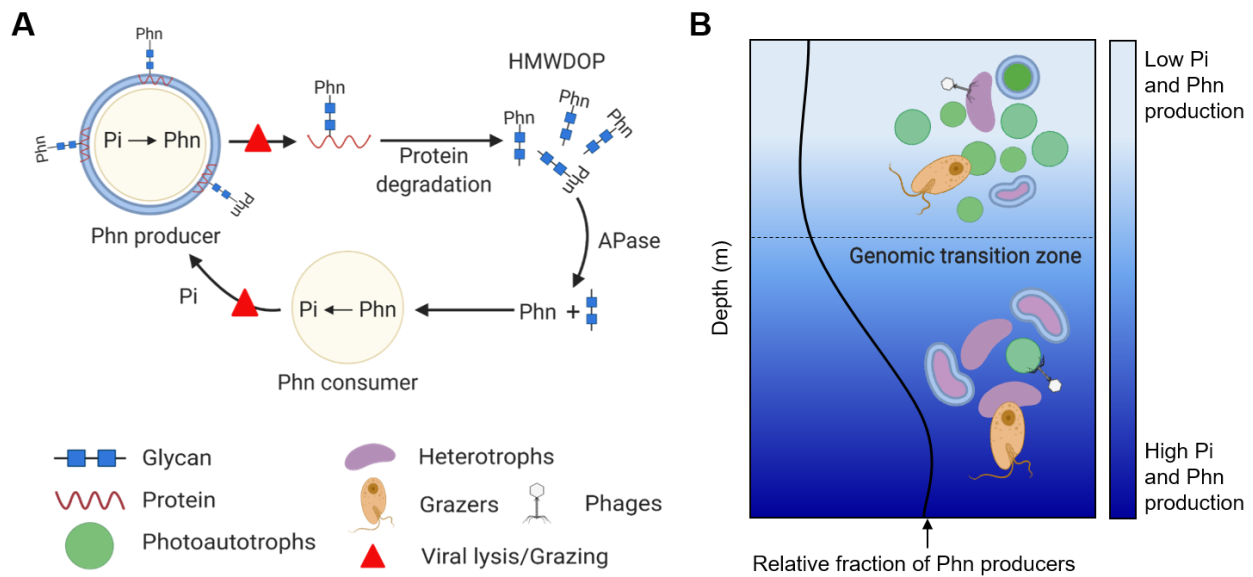 A
Phn
Phn
Phn
Pi
Phn
Phn producer
Phn
Protein
degradation
HMWDOP
Phn
Phn
Phn
Phn
APase
Phn +
Pi
Phn
Phn consumer
Pi
Glycan
Protein
Photoautotrophs
Heterotrophs
Grazers
Phages
Viral lysis/Grazing
B
Depth (m)
Genomic transition zone
Relative fraction of Phn producers
Low Pi
and Phn
production
High Pi
and Phn
production